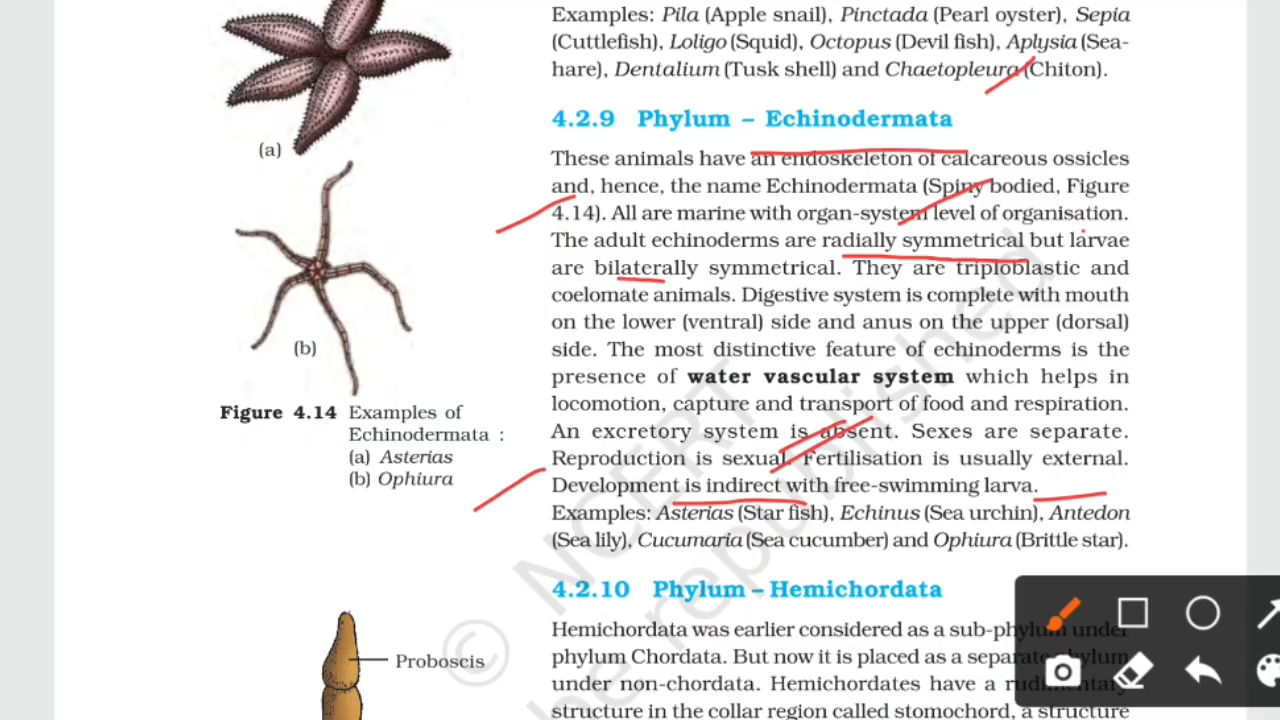 Examples: Pila (Apple snail), Pinctada (Pearl oyster), Sepia
(Cuttlefish), Loligo (Squid), Octopus (Devil fish), Aplysia (Sea-
hare), Dentalium (Tusk shell) and Chaetopleura (Chiton).
4.2.9 Phylum – Echinodermata
These animals have an endoskeleton of calcareous ossicles
and, hence, the name Echinodermata (Spiny bodied, Figure
4.14). All are marine with organ-system level of organisation.
The adult echinoderms are radially symmetrical but larvae
are bilaterally symmetrical. They are triploblastic and
coelomate animals. Digestive system is complete with mouth
on the lower (ventral) side and anus on the upper (dorsal)
side. The most distinctive feature of echinoderms is the
presence of water vascular system which helps in
locomotion, capture and transport of food and respiration.
An excretory system is absent. Sexes are separate.
Reproduction is sexual. Fertilisation is usually external.
Development is indirect with free-swimming larva.
Examples: Asterias (Star fish), Echinus (Sea urchin), Antedon
(Sea lily), Cucumaria (Sea cucumber) and Ophiura (Brittle star).
4.2.10 Phylum – Hemichordata
Hemichordata was earlier considered as a sub-phylum under
phylum Chordata. But now it is placed as a separate phylum
under non-chordata. Hemichordates have a rudimentary
structure in the collar region called stomochord, a structure
(a)
(b)
Figure 4.14 Examples of
Echinodermata :
(a) Asterias
(b) Ophiura
Proboscis
© NCERT
be republished